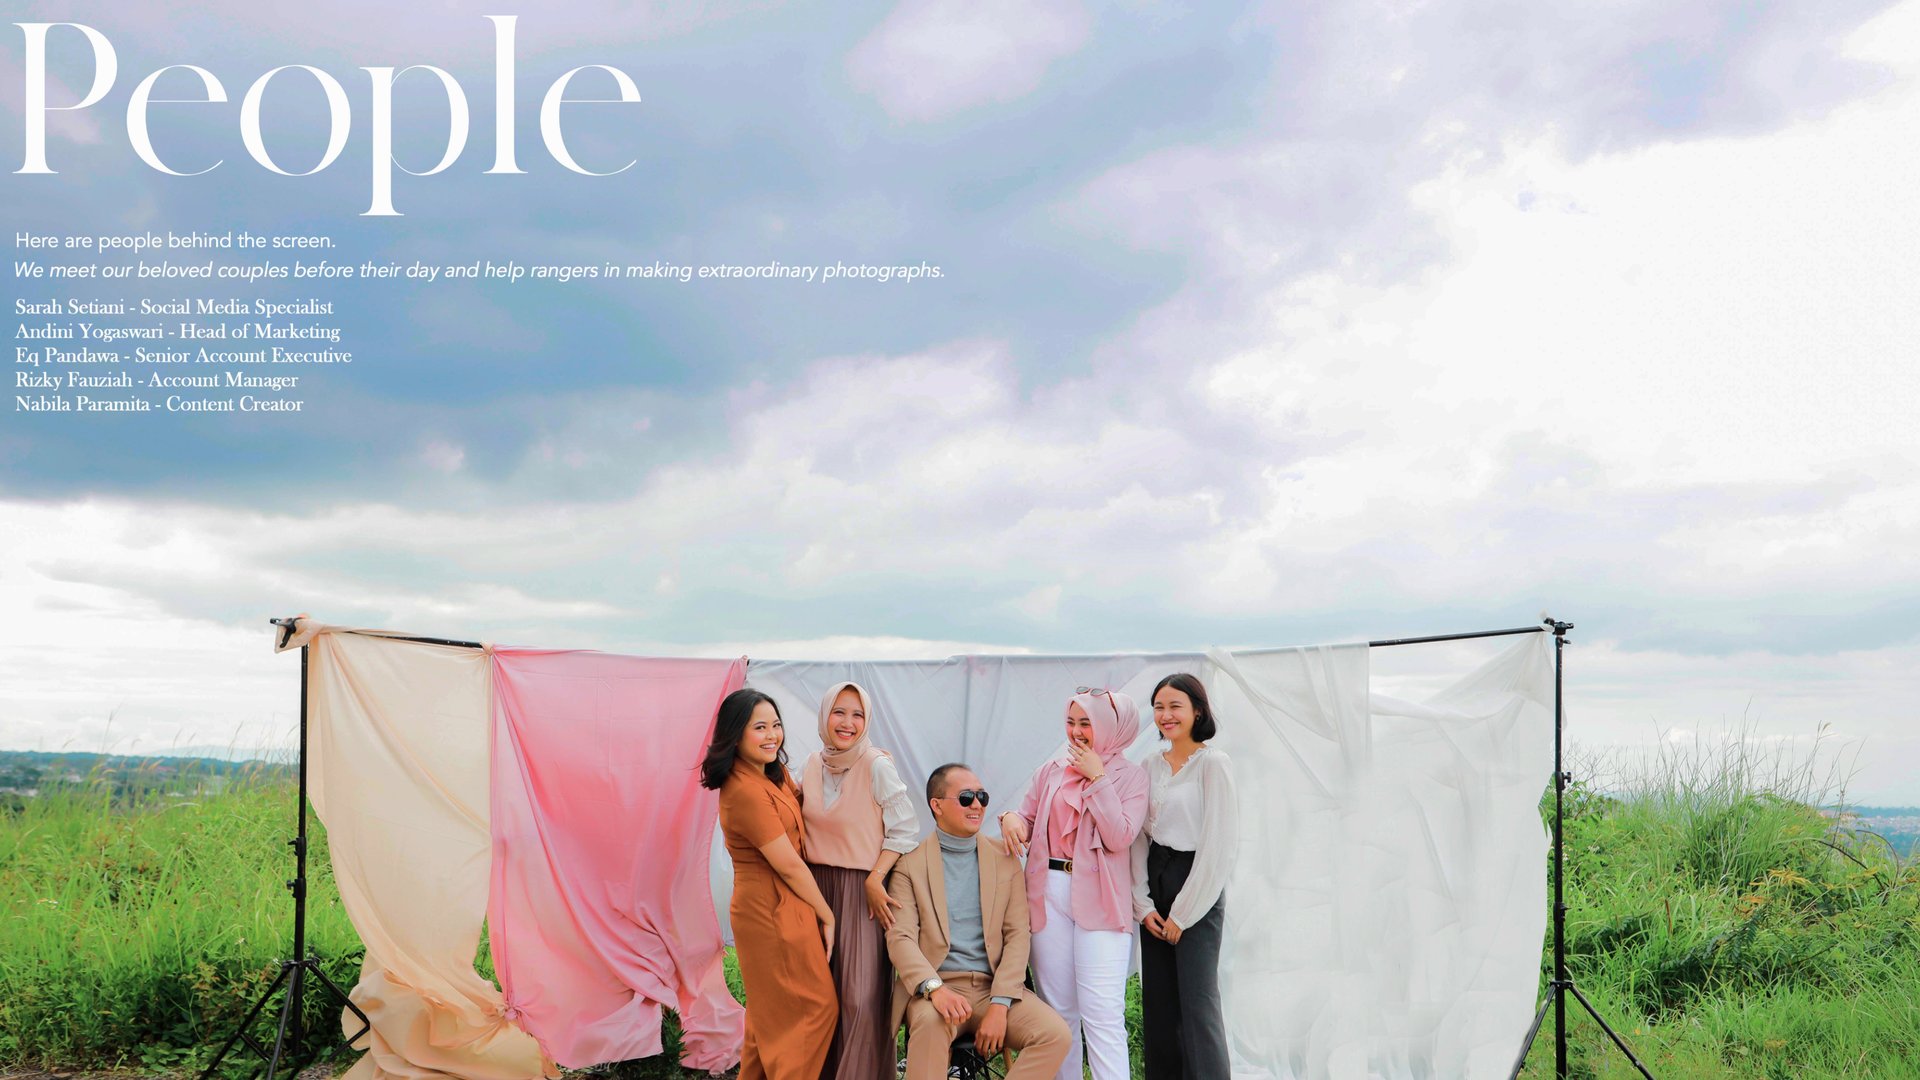 People
Here are people behind the screen.
We meet our beloved couples before their day and help rangers in making extraordinary photographs.
Sarah Setiani - Social Media Specialist
Andini Yogaswari - Head of Marketing
Eq Pandawa - Senior Account Executive
Rizky Fauziah - Account Manager
Nabila Paramita - Content Creator